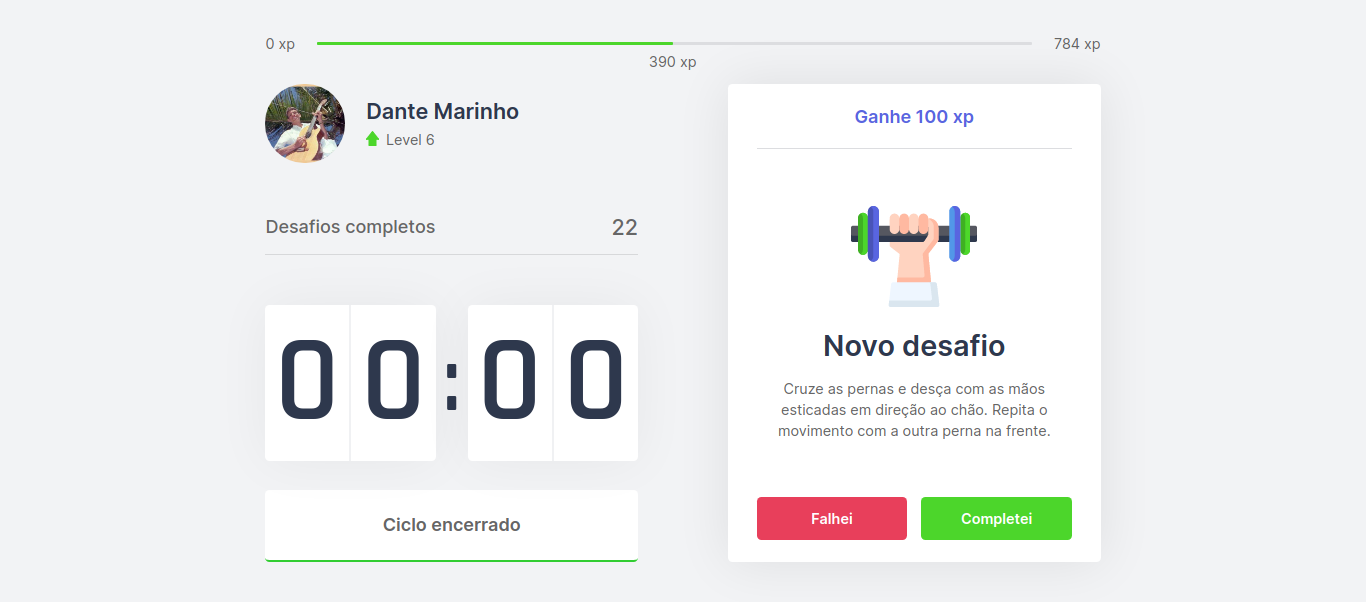 0 xp
784 xp
390 xp
Dante Marinho
Level 6
Desafios completos
22
00:00
Ciclo encerrado
Ganhe 100 xp
Novo desafio
Cruze as pernas e desça com as mãos
esticadas em direção ao chão. Repita o
movimento com a outra perna na frente.
Falhei
Completei